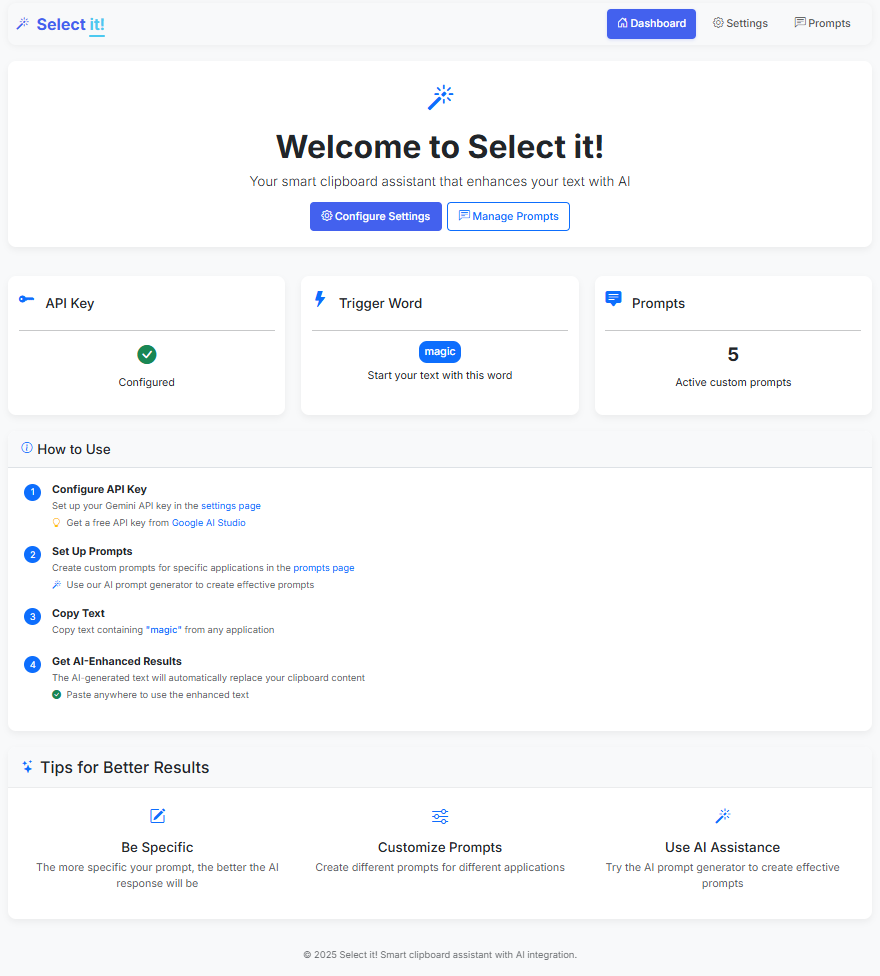 Select it!
Dashboard
Settings
Prompts
Welcome to Select it!
Your smart clipboard assistant that enhances your text with AI
Configure Settings
Manage Prompts
API Key
Configured
Trigger Word
magic
Start your text with this word
Prompts
5
Active custom prompts
How to Use
1
Configure API Key
Set up your Gemini API key in the settings page
Get a free API key from Google AI Studio
2
Set Up Prompts
Create custom prompts for specific applications in the prompts page
Use our AI prompt generator to create effective prompts
3
Copy Text
Copy text containing "magic" from any application
4
Get AI-Enhanced Results
The AI-generated text will automatically replace your clipboard content
Paste anywhere to use the enhanced text
Tips for Better Results
Be Specific
The more specific your prompt, the better the AI
response will be
Customize Prompts
Create different prompts for different applications
Use AI Assistance
Try the AI prompt generator to create effective
prompts
© 2025 Select it! Smart clipboard assistant with AI integration.